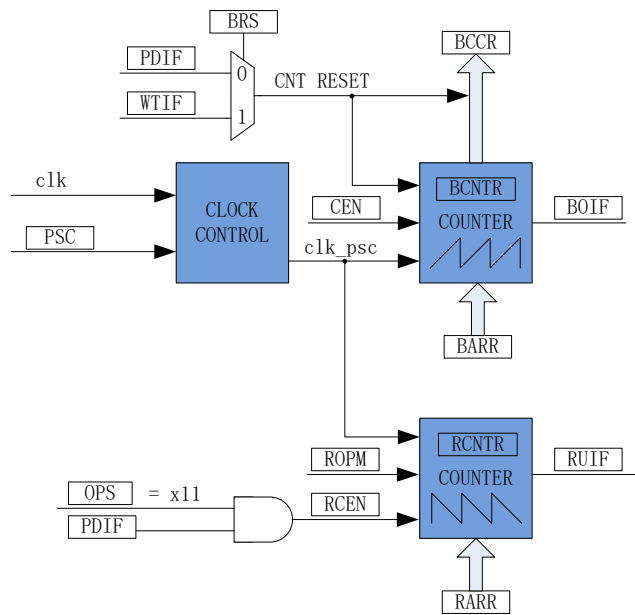 BRS
BCCR
PDIF
0
CNT RESET
WTIF
1
clk
CLOCK
CONTROL
PSC
clk_psc
CEN
BCNTR
COUNTER
BOIF
BARR
RCNTR
COUNTER
ROPM
RUIF
OPS = x11
RCEN
PDIF
RARR